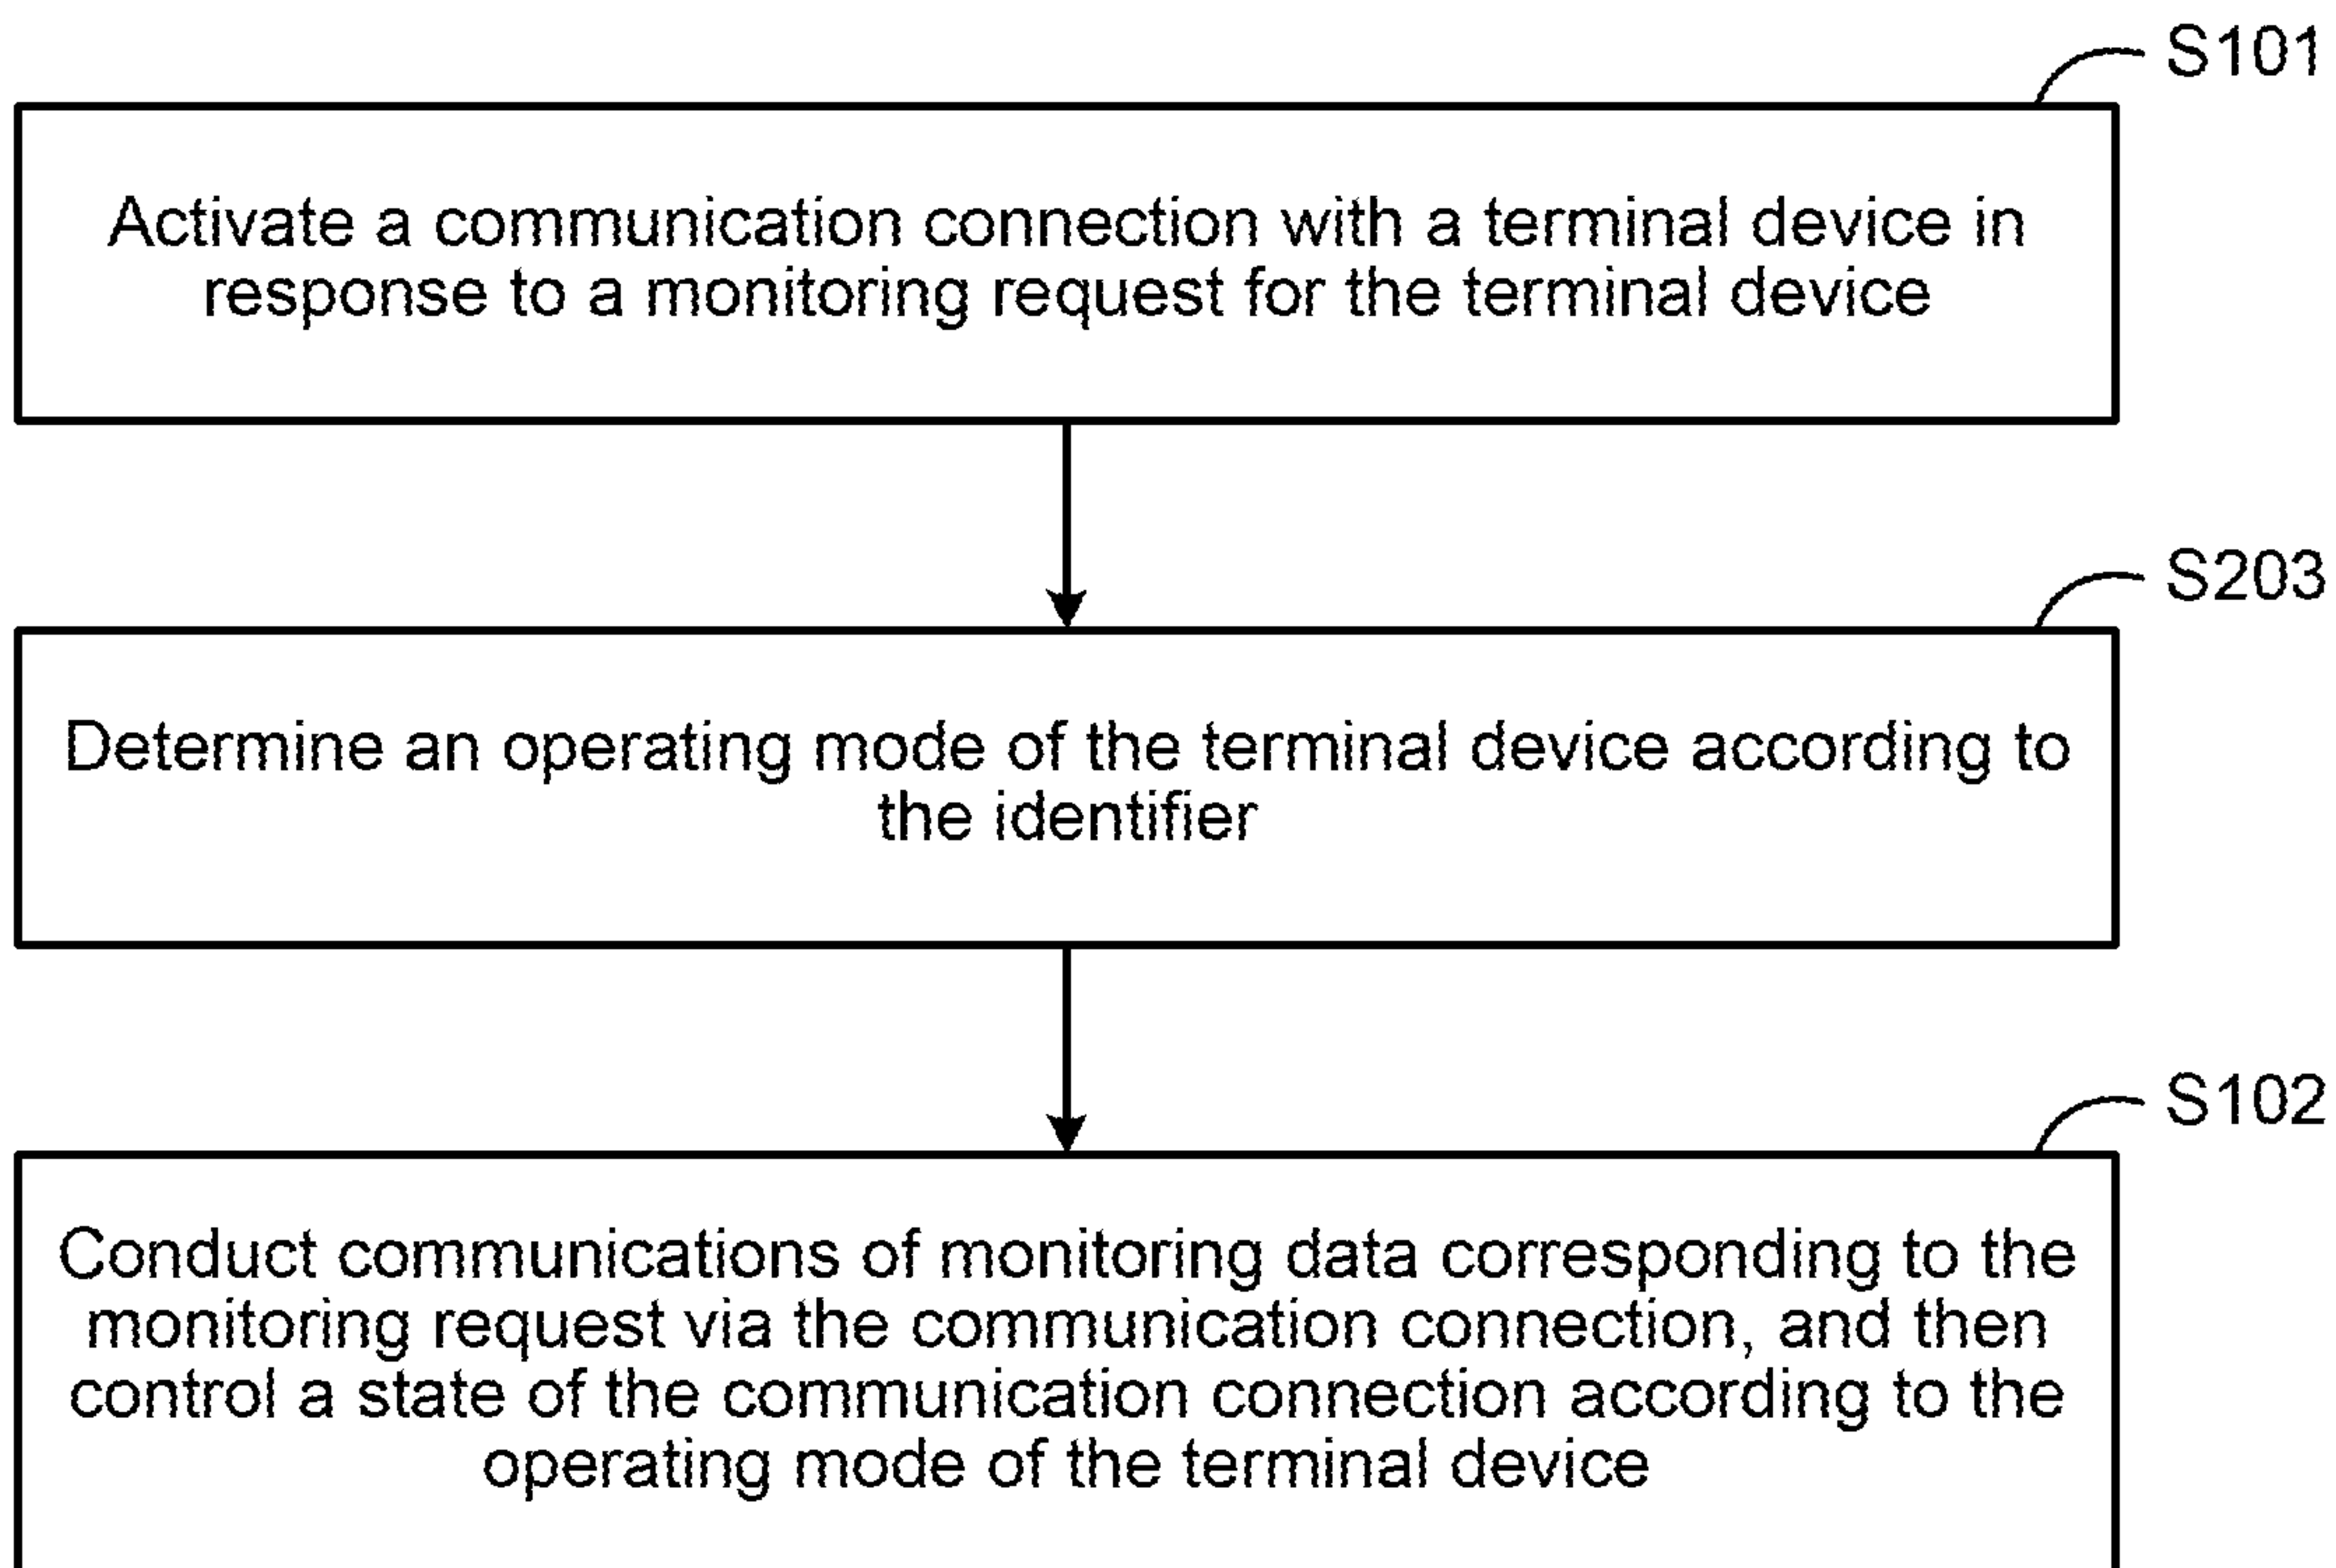 S101
Activate a communication connection with a terminal device in
response to a monitoring request for the terminal device
S203
Determine an operating mode of the terminal device according to
the identifier
S102
Conduct communications of monitoring data corresponding to the
monitoring request via the communication connection, and then
control a state of the communication connection according to the
operating mode of the terminal device